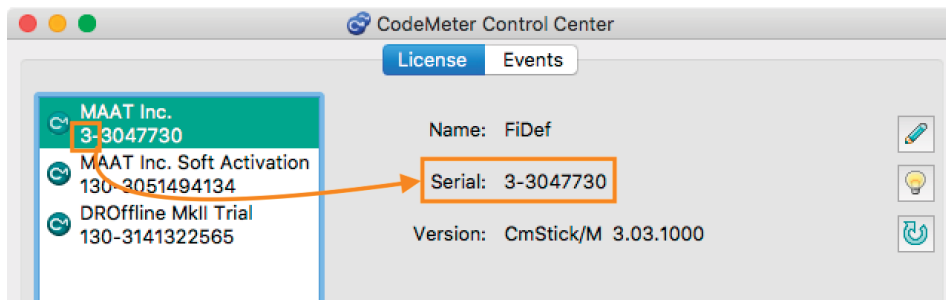 CodeMeter Control Center
License Events
MAAT Inc.
3-3047730
MAAT Inc. Soft Activation
130-3051494134
DROffline MkII Trial
130-3141322565
Name: FiDef
Serial: 3-3047730
Version: CmStick/M 3.03.1000